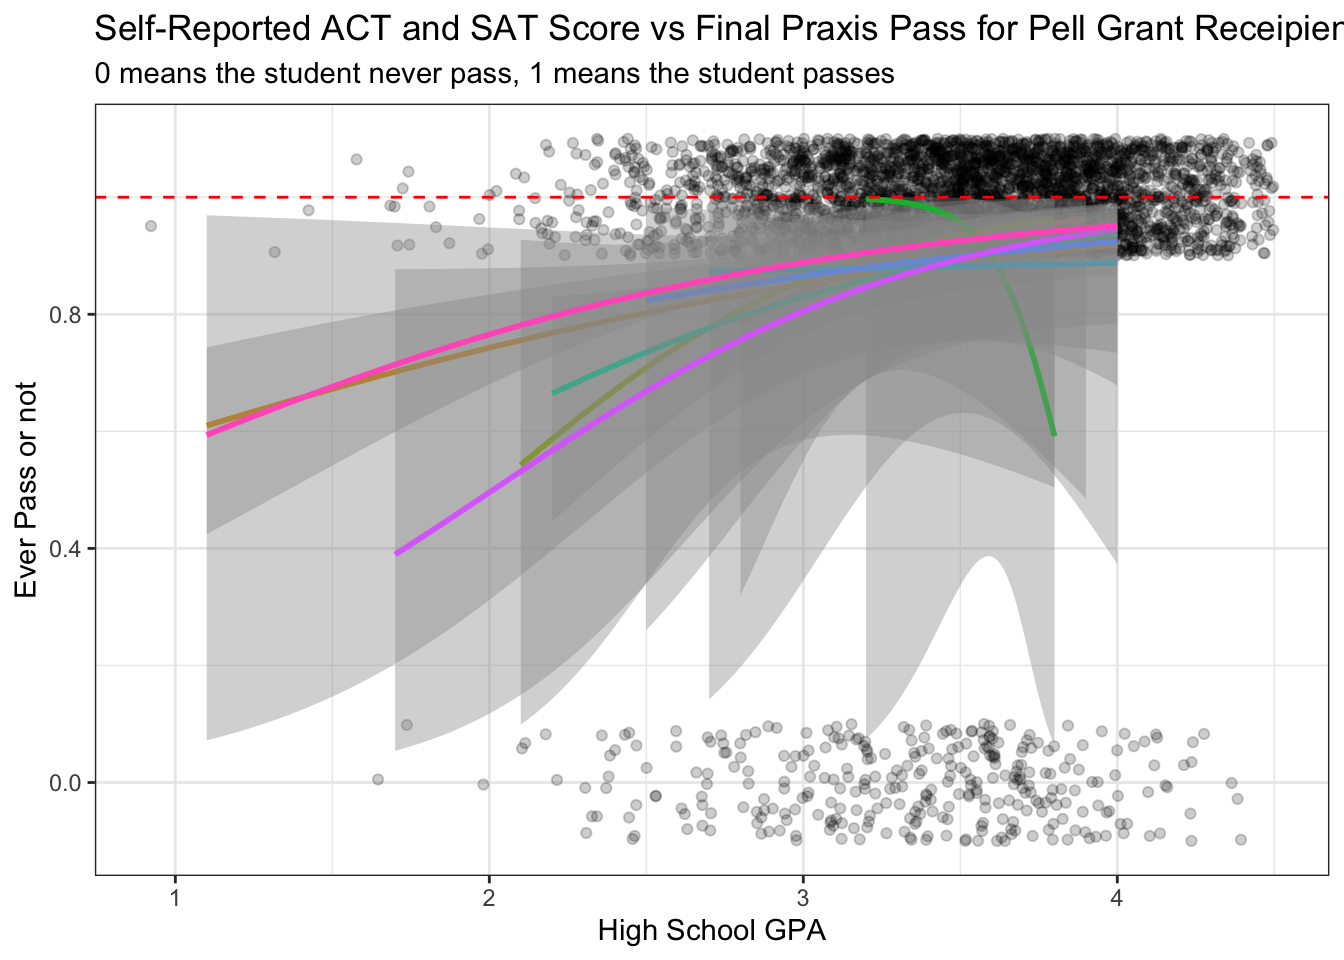 Self-Reported ACT and SAT Score vs Final Praxis Pass for Pell Grant Receipien
0 means the student never pass, 1 means the student passes
Ever Pass or not
0.8
0.4
0.0
1 2 3 4
High School GPA